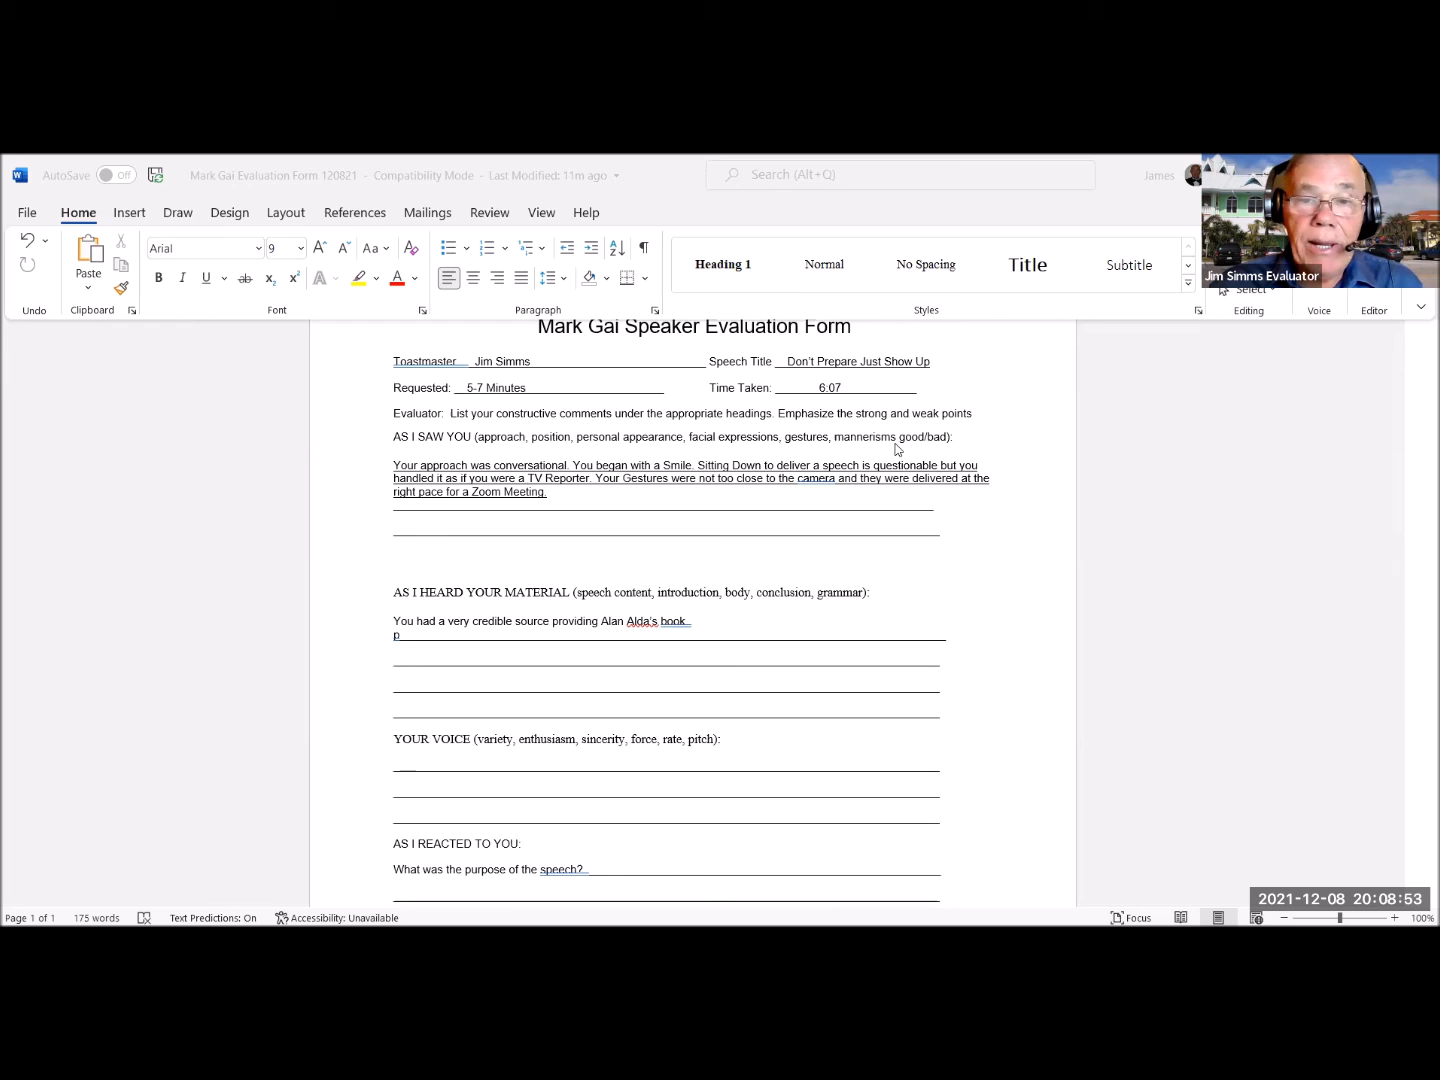 AutoSave Off Mark Gai Evaluation Form 120821 - Compatibility Mode - Last Modified: 11m ago Search (Alt+Q) James
File Home Insert Draw Design Layout References Mailings Review View Help
Paste Arial 9 Aa
Heading 1 Normal No Spacing Title Subtitle
Jim Simms Evaluator
Select
Undo Clipboard Font Paragraph Styles Editing Voice Editor
Mark Gai Speaker Evaluation Form
Toastmaster Jim Simms Speech Title Don't Prepare Just Show Up
Requested: 5-7 Minutes Time Taken: 6:07
Evaluator: List your constructive comments under the appropriate headings. Emphasize the strong and weak points
AS I SAW YOU (approach, position, personal appearance, facial expressions, gestures, mannerisms good/bad):
Your approach was conversational. You began with a Smile. Sitting Down to deliver a speech is questionable but you
handled it as if you were a TV Reporter. Your Gestures were not too close to the camera and they were delivered at the
right pace for a Zoom Meeting.
AS I HEARD YOUR MATERIAL (speech content, introduction, body, conclusion, grammar):
You had a very credible source providing Alan Alda's book
p
YOUR VOICE (variety, enthusiasm, sincerity, force, rate, pitch):
AS I REACTED TO YOU:
What was the purpose of the speech?
2021-12-08 20:08:53
Page 1 of 1 175 words Text Predictions: On Accessibility: Unavailable Focus 100%